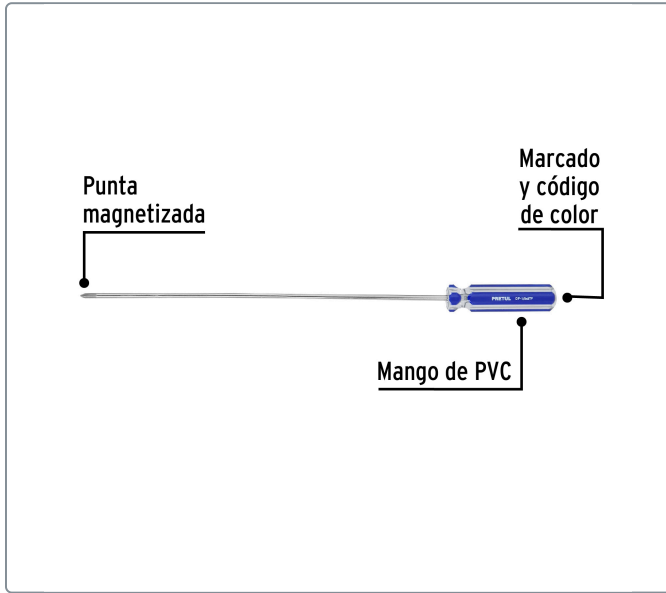 Marcado
y código
de color
Punta
magnetizada
PRETUL
Mango de PVC